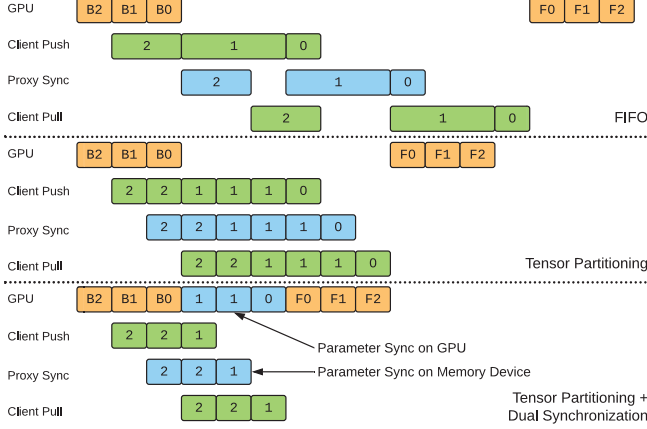 GPU B2 B1 B0 F0 F1 F2
Client Push 2 1 0
Proxy Sync 2 1 0
Client Pull 2 1 0 FIFO
GPU B2 B1 B0 F0 F1 F2
Client Push 2 2 1 1 1 0
Proxy Sync 2 2 1 1 1 0
Client Pull 2 2 1 1 1 0 Tensor Partitioning
GPU B2 B1 B0 1 1 0 F0 F1 F2
Client Push 2 2 1
Parameter Sync on GPU
Proxy Sync 2 2 1 Parameter Sync on Memory Device
Client Pull 2 2 1
Tensor Partitioning +
Dual Synchronization